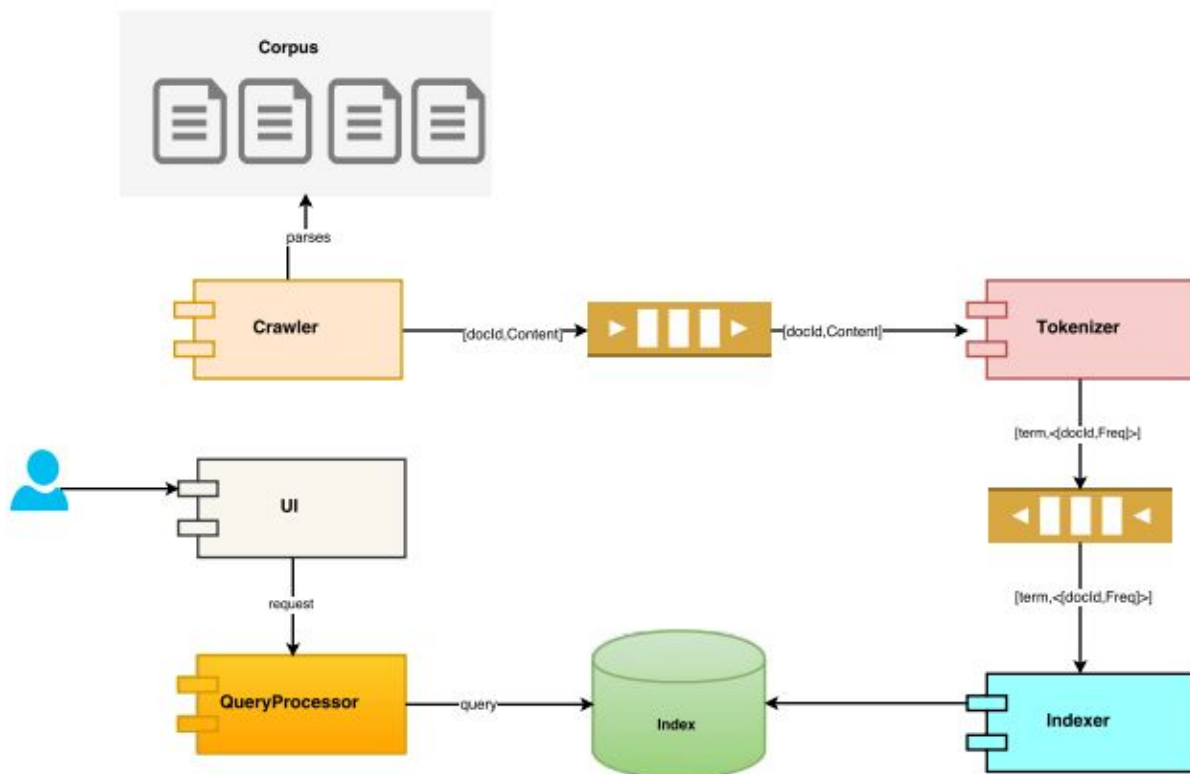 Corpus
parses
Crawler
[docId,Content]
[docId,Content]
Tokenizer
[term,<[docId,Freq]>]
UI
request
[term,<[docId,Freq]>]
QueryProcessor
query
Index
Indexer